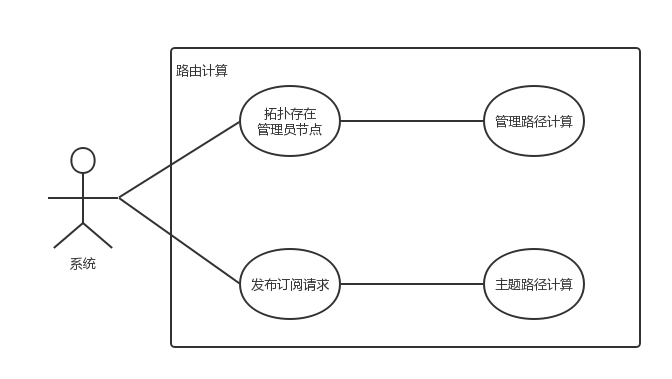 路由计算
拓扑存在
管理员节点
管理路径计算
系统
发布订阅请求
主题路径计算